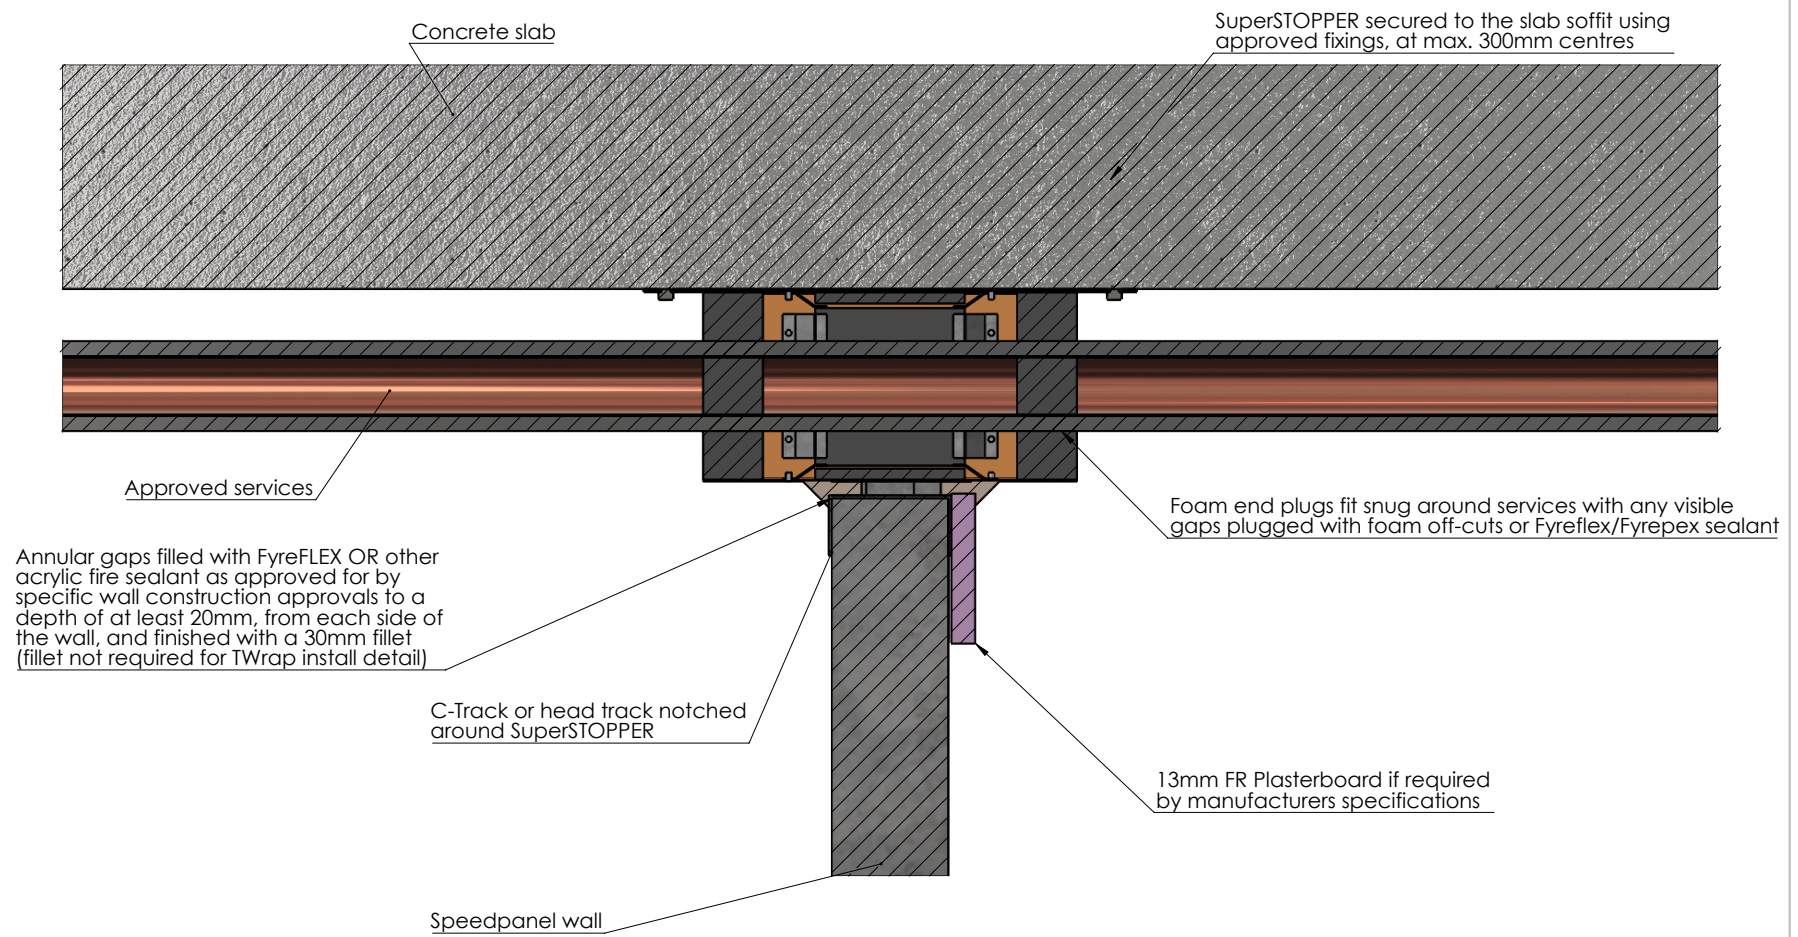 Concrete slab
SuperSTOPPER secured to the slab soffit using
approved fixings, at max. 300mm centres
Approved services
Foam end plugs fit snug around services with any visible
gaps plugged with foam off-cuts or Fyreflex/Fyrepex sealant
Annular gaps filled with FyreFLEX OR other
acrylic fire sealant as approved for by
specific wall construction approvals to a
depth of at least 20mm, from each side of
the wall, and finished with a 30mm fillet
(fillet not required for TWrap install detail)
C-Track or head track notched
around SuperSTOPPER
13mm FR Plasterboard if required
by manufacturers specifications
Speedpanel wall